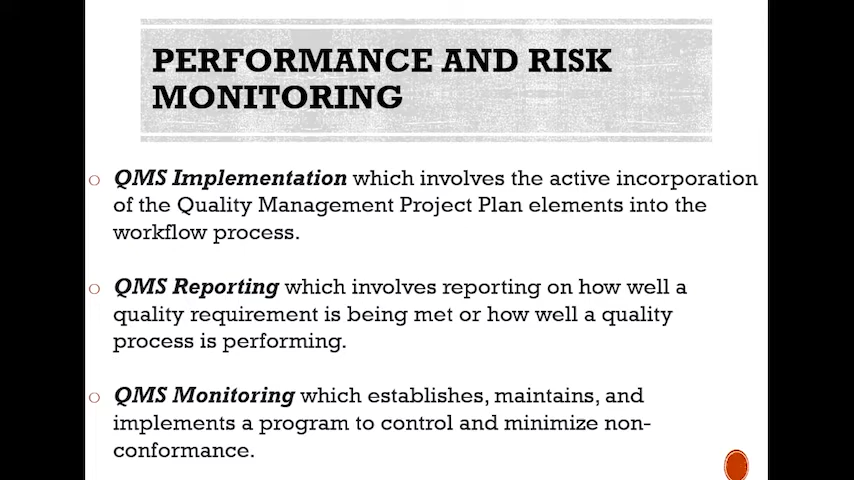 PERFORMANCE AND RISK
MONITORING
QMS Implementation which involves the active incorporation
of the Quality Management Project Plan elements into the
workflow process.
QMS Reporting which involves reporting on how well a
quality requirement is being met or how well a quality
process is performing.
QMS Monitoring which establishes, maintains, and
implements a program to control and minimize non-
conformance.